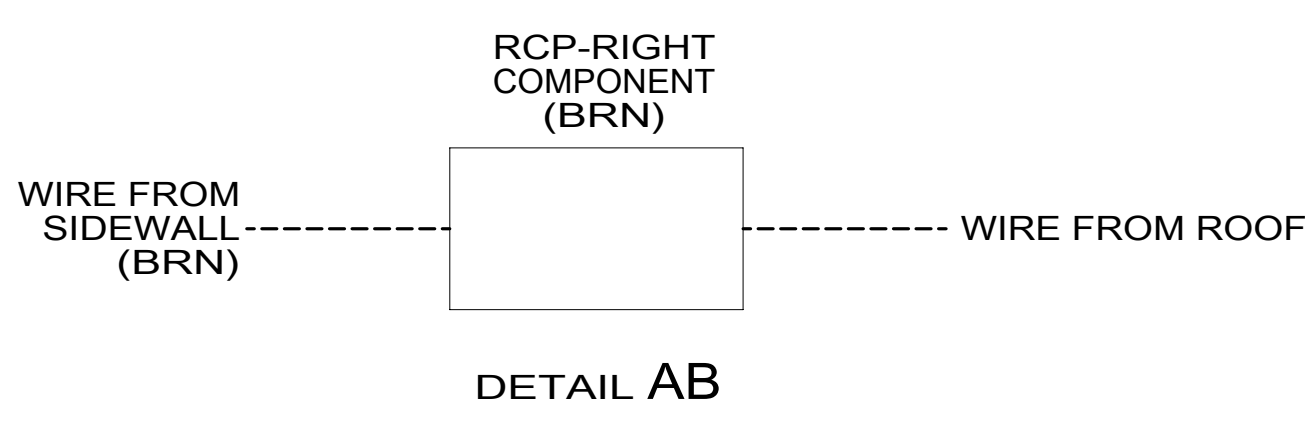 RCP-RIGHT
COMPONENT
(BRN)
WIRE FROM
SIDEWALL
(BRN)
WIRE FROM ROOF
DETAIL AB